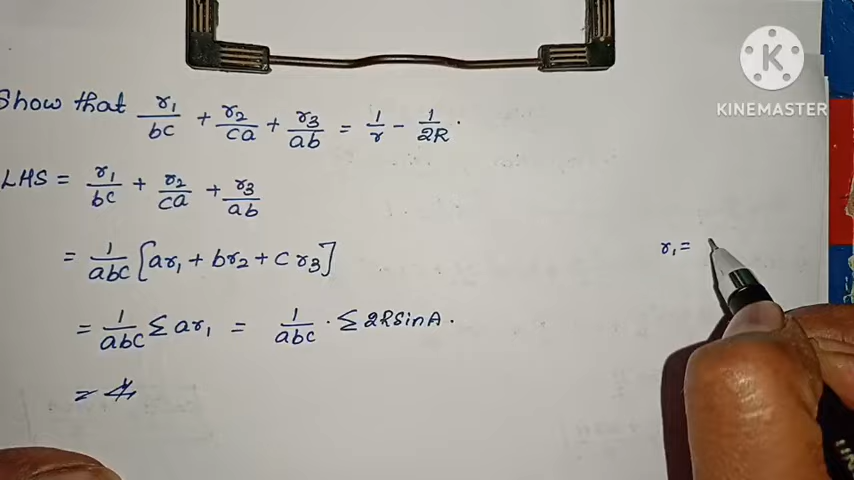 Show that r₁/bc + r₂/ca + r₃/ab = 1/r - 1/2R.
LHS = r₁/bc + r₂/ca + r₃/ab
= 1/abc [ar₁ + br₂ + cr₃]
= 1/abc Σ ar₁ = 1/abc · Σ 2RsinA.
r₁ =
K
KINEMASTER